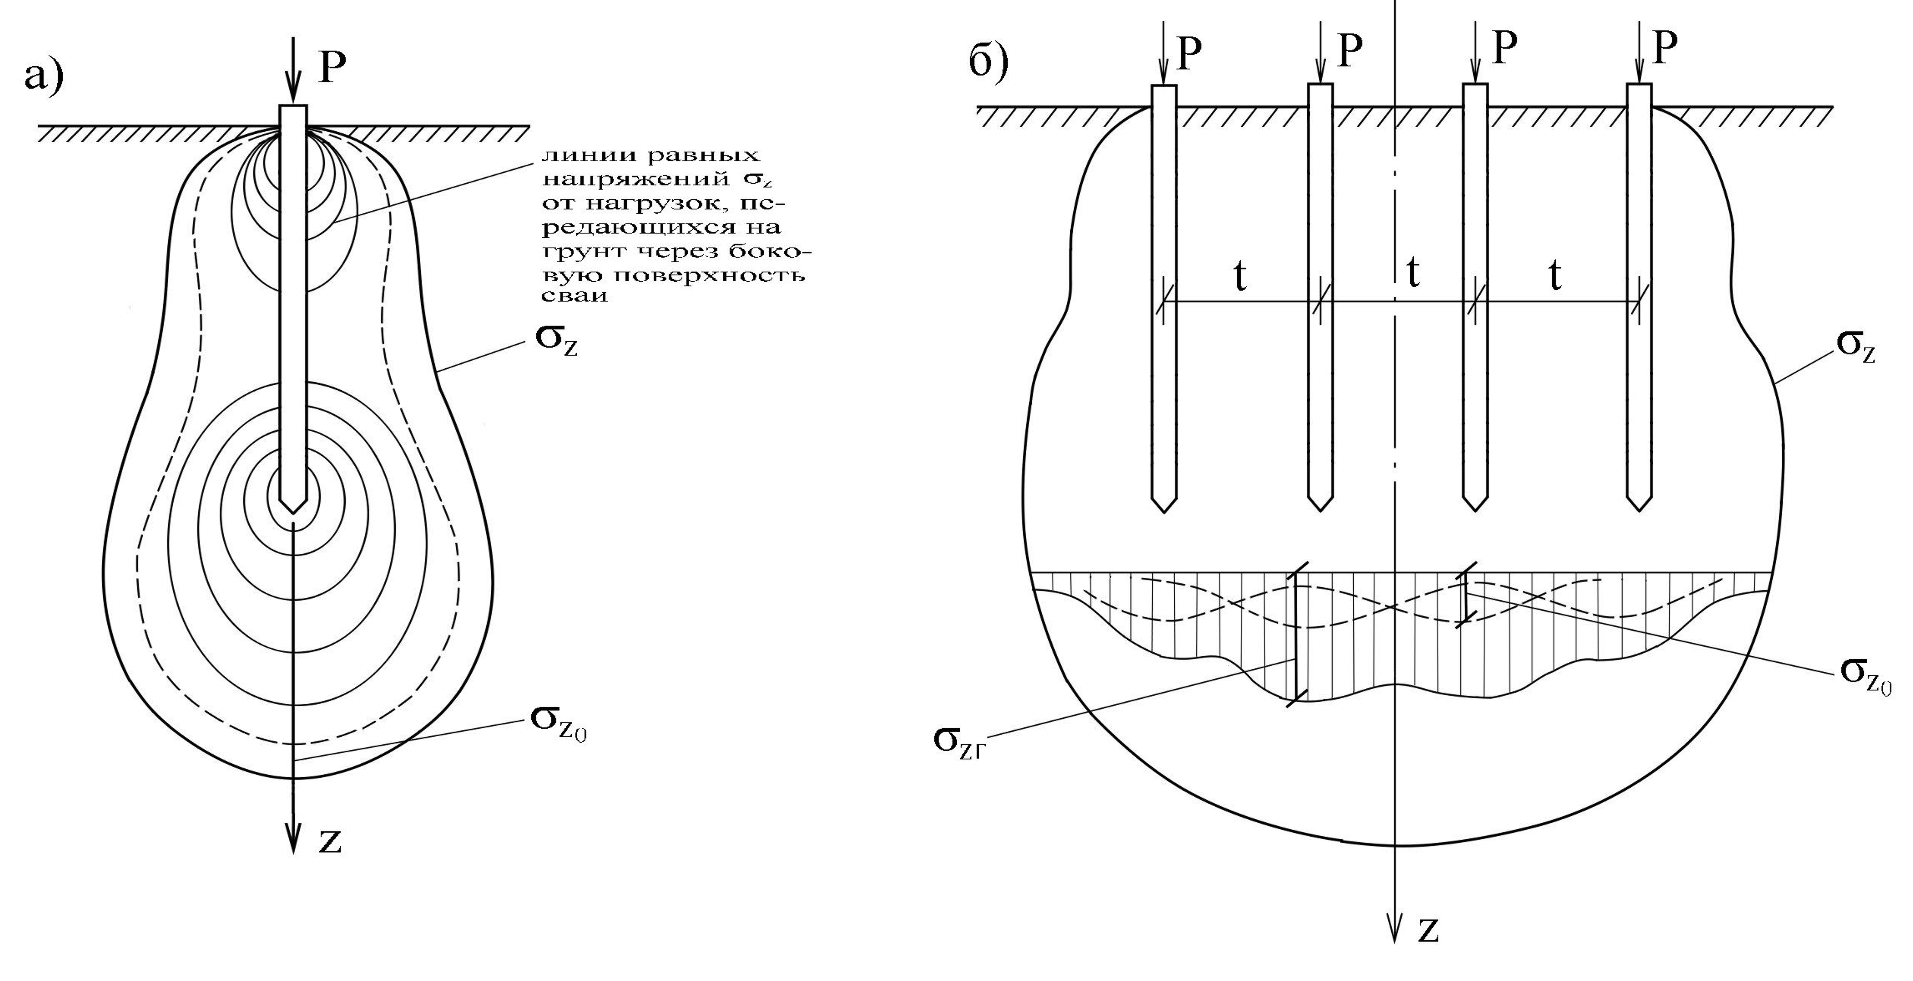 а)
P
линии равных
напряжений σz
от нагрузок, пе-
редающихся на
грунт через боко-
вую поверхность
сваи
σz
σz0
z
б)
P P P P
t t t
σz
σz0
σzг
z